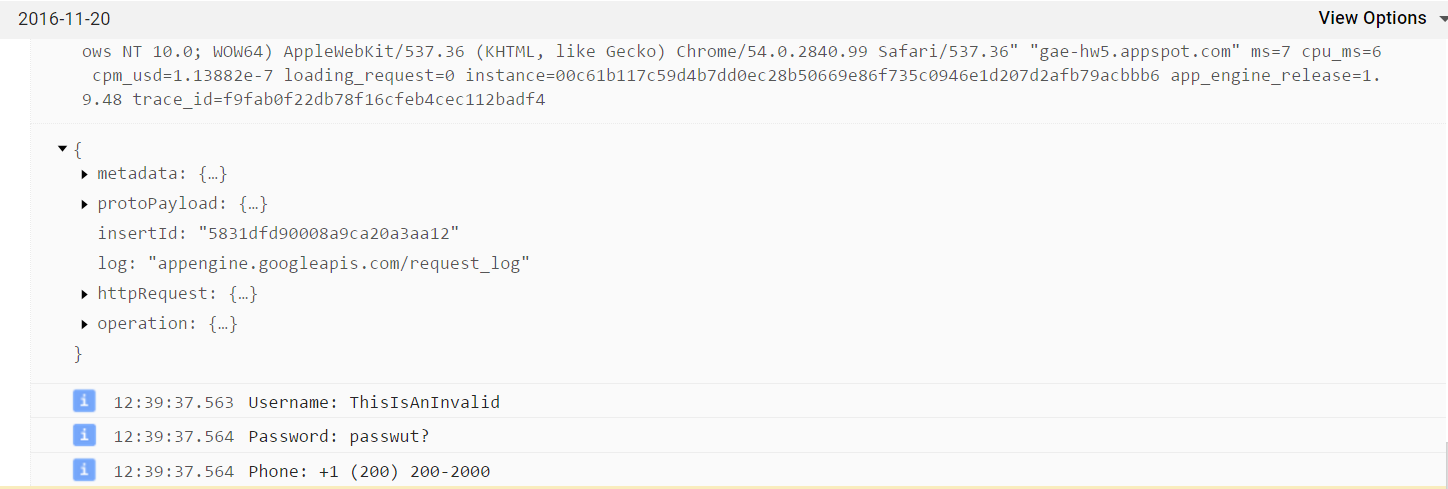 2016-11-20 View Options
ows NT 10.0; WOW64) AppleWebKit/537.36 (KHTML, like Gecko) Chrome/54.0.2840.99 Safari/537.36" "gae-hw5.appspot.com" ms=7 cpu_ms=6
cpm_usd=1.13882e-7 loading_request=0 instance=00c61b117c59d4b7dd0ec28b50669e86f735c0946e1d207d2afb79acbbb6 app_engine_release=1.
9.48 trace_id=f9fab0f22db78f16cfeb4cec112badf4
{
metadata: {…}
protoPayload: {…}
insertId: "5831dfd90008a9ca20a3aa12"
log: "appengine.googleapis.com/request_log"
httpRequest: {…}
operation: {…}
}
i 12:39:37.563 Username: ThisIsAnInvalid
i 12:39:37.564 Password: passwut?
i 12:39:37.564 Phone: +1 (200) 200-2000